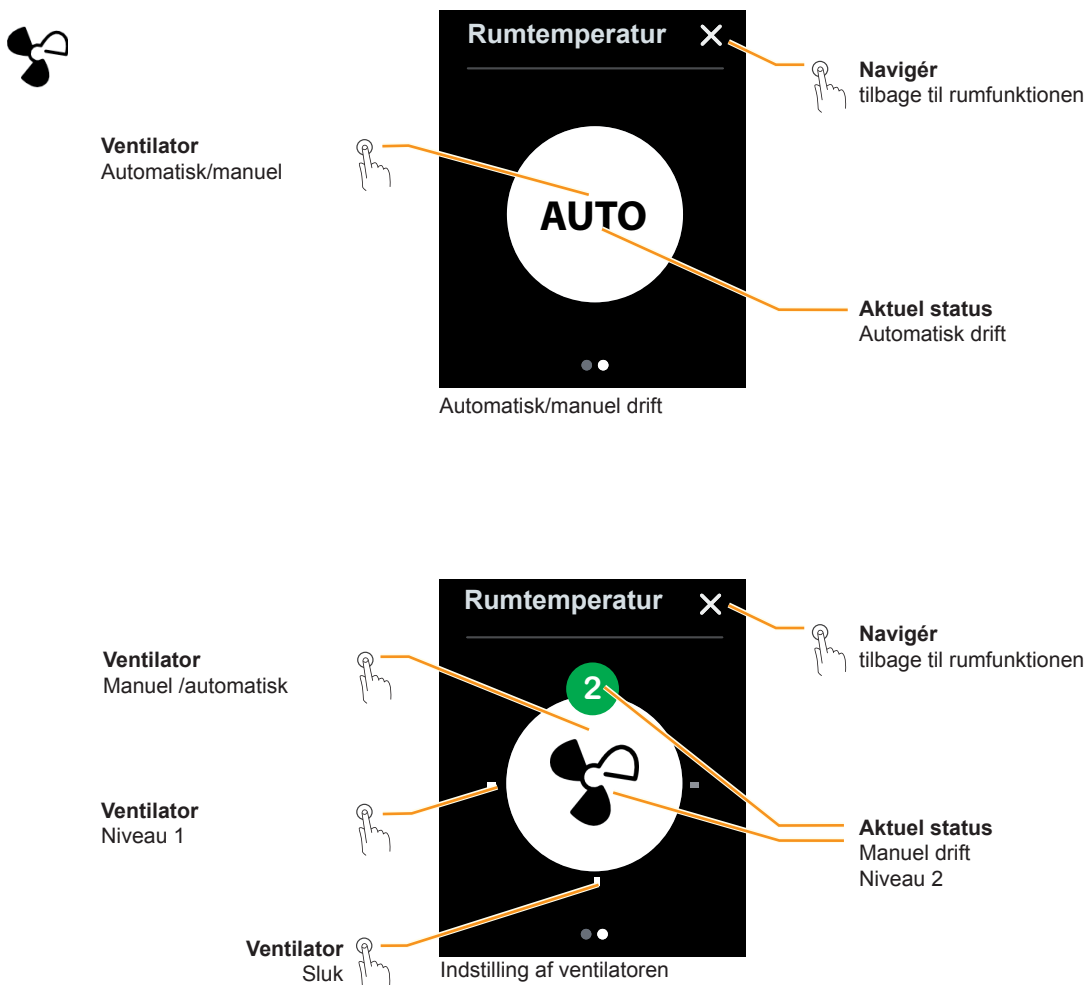 Rumtemperatur
Navigér
tilbage til rumfunktionen
Ventilator
Automatisk/manuel
AUTO
Aktuel status
Automatisk drift
Automatisk/manuel drift
Rumtemperatur
Navigér
tilbage til rumfunktionen
Ventilator
Manuel /automatisk
2
Ventilator
Niveau 1
Aktuel status
Manuel drift
Niveau 2
Ventilator
Sluk
Indstilling af ventilatoren